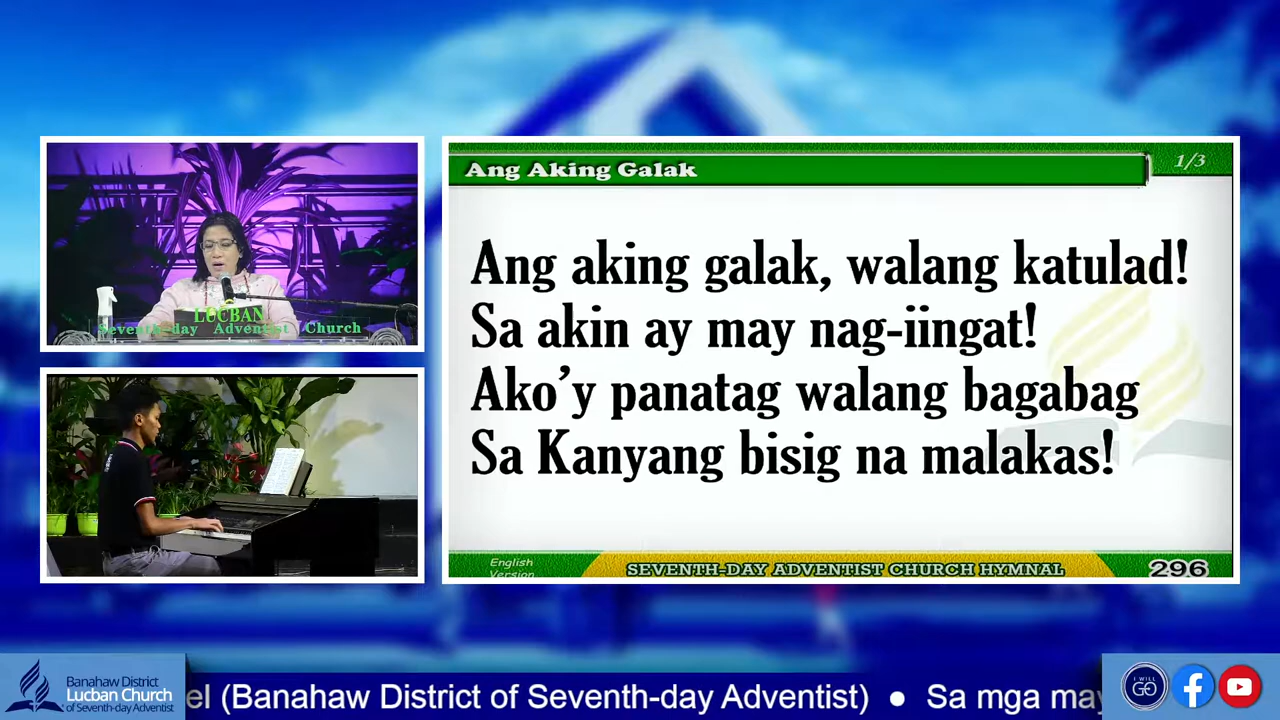 Ang Aking Galak
1/3
Ang aking galak, walang katulad!
Sa akin ay may nag-iingat!
Ako'y panatag walang bagabag
Sa Kanyang bisig na malakas!
English
Version
SEVENTH-DAY ADVENTIST CHURCH HYMNAL
296
LUCBAN
Seventh-day Adventist Church
Banahaw District
Lucban Church
of Seventh-day Adventist
el (Banahaw District of Seventh-day Adventist) ● Sa mga may
I WILL
GO